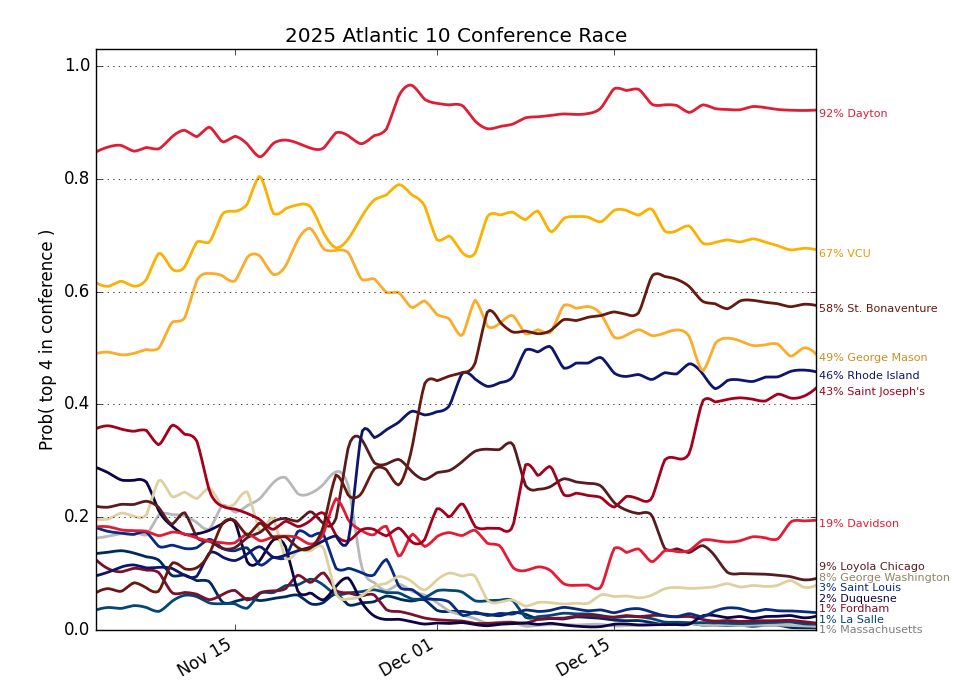 2025 Atlantic 10 Conference Race
Prob( top 4 in conference )
1.0
0.8
0.6
0.4
0.2
0.0
Nov 15
Dec 01
Dec 15
92% Dayton
67% VCU
58% St. Bonaventure
49% George Mason
46% Rhode Island
43% Saint Joseph's
19% Davidson
9% Loyola Chicago
8% George Washington
3% Saint Louis
2% Duquesne
1% Fordham
1% La Salle
1% Massachusetts